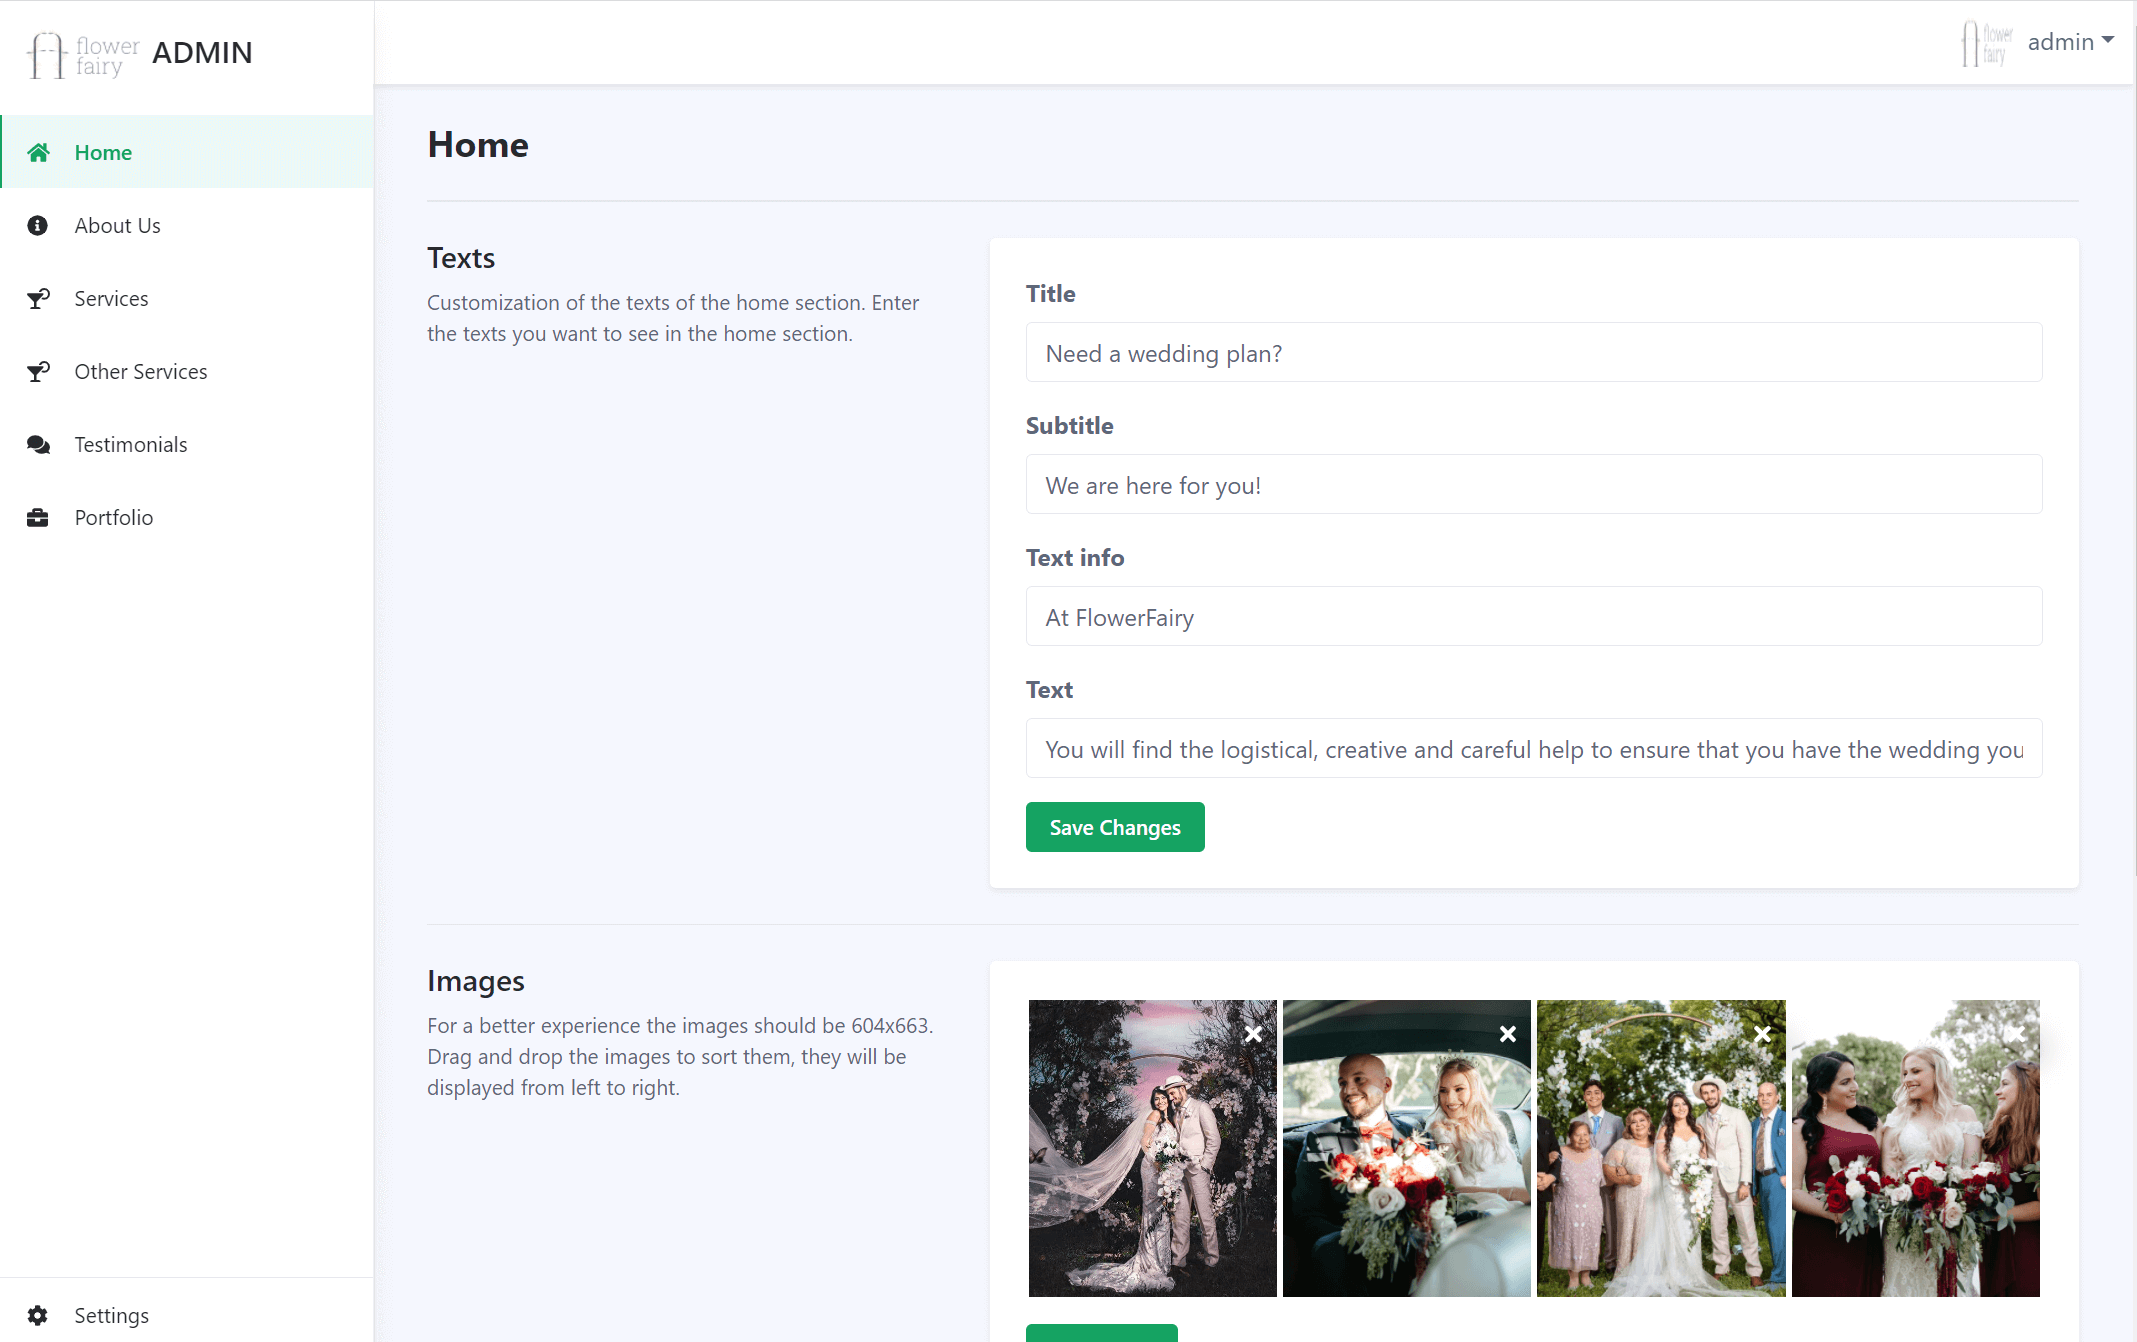 flower
fairy
ADMIN
flower
fairy
admin
Home
About Us
Services
Other Services
Testimonials
Portfolio
Settings
Home
Texts
Customization of the texts of the home section. Enter
the texts you want to see in the home section.
Title
Need a wedding plan?
Subtitle
We are here for you!
Text info
At FlowerFairy
Text
You will find the logistical, creative and careful help to ensure that you have the wedding you
Save Changes
Images
For a better experience the images should be 604x663.
Drag and drop the images to sort them, they will be
displayed from left to right.